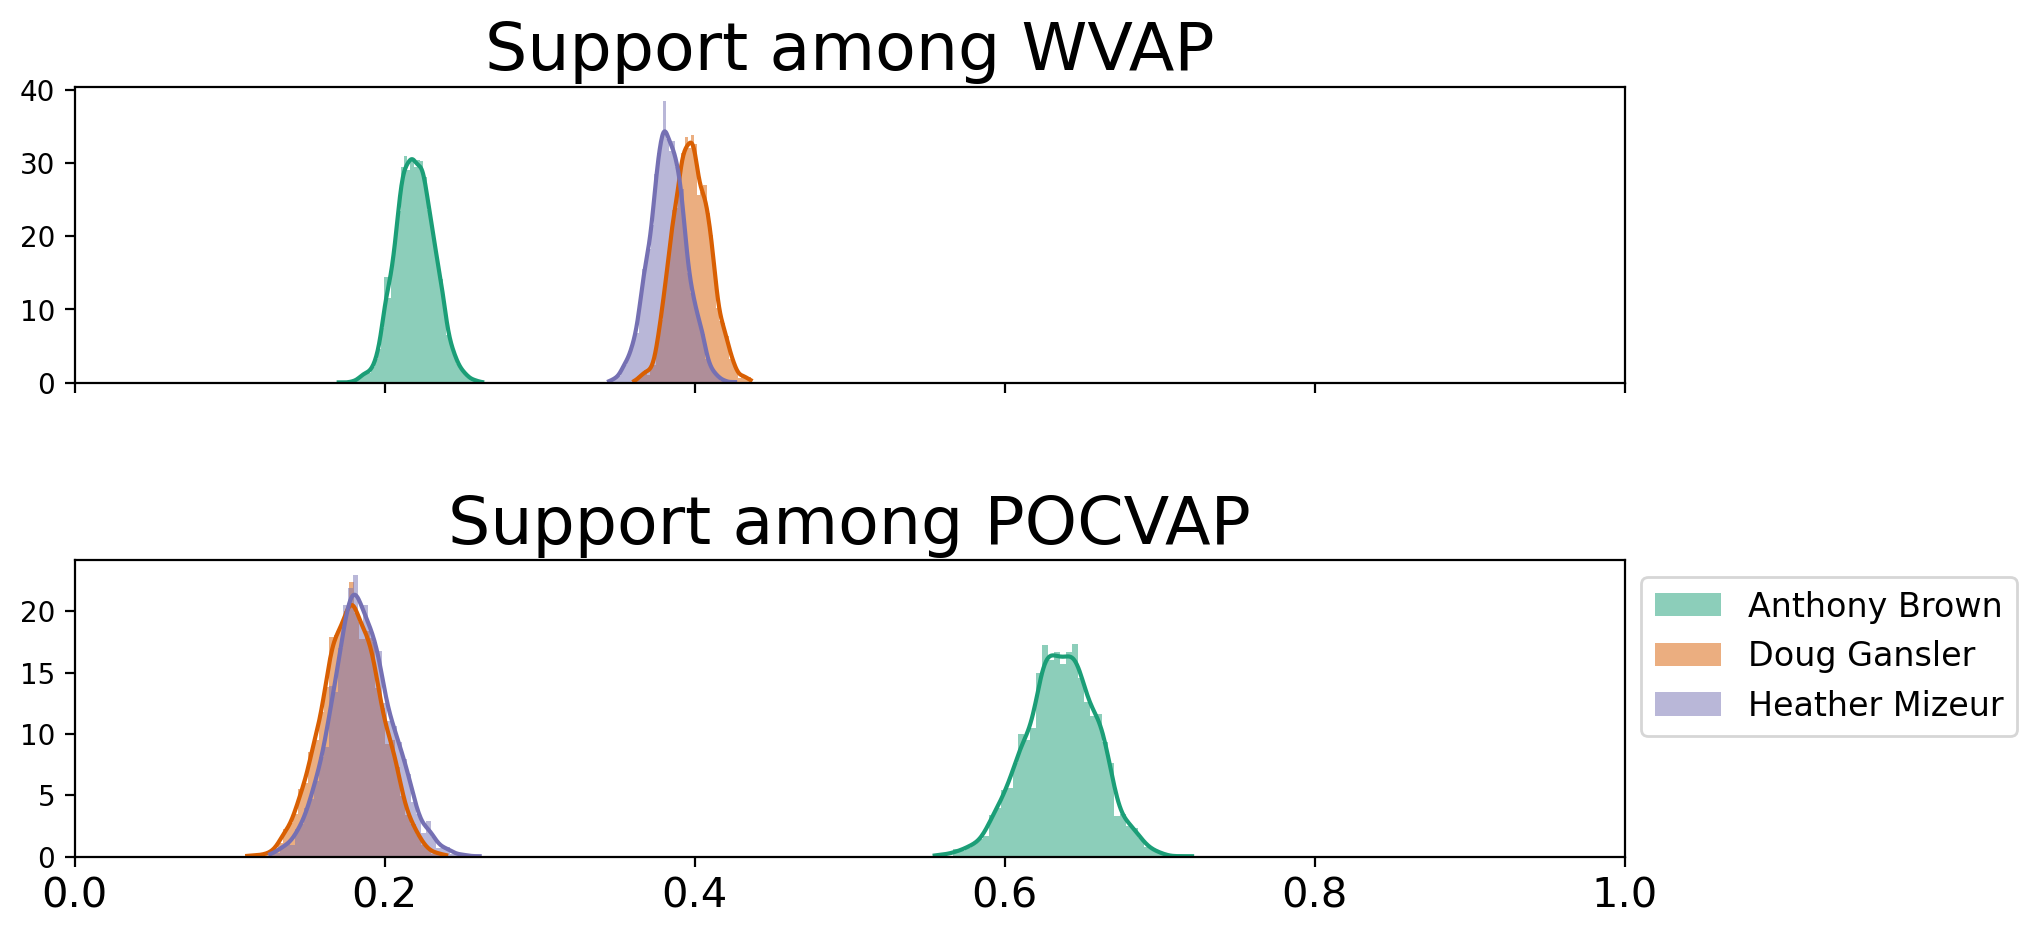 Support among WVAP
40
30
20
10
0
Support among POCVAP
20
15
10
5
0
0.0 0.2 0.4 0.6 0.8 1.0
Anthony Brown
Doug Gansler
Heather Mizeur